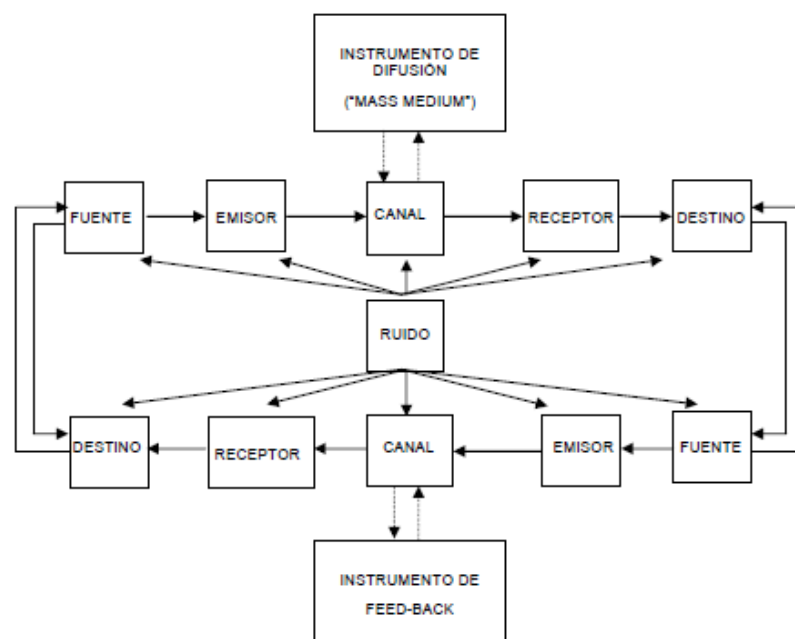 INSTRUMENTO DE
DIFUSIÓN
("MASS MEDIUM")
FUENTE
EMISOR
CANAL
RECEPTOR
DESTINO
RUIDO
DESTINO
RECEPTOR
CANAL
EMISOR
FUENTE
INSTRUMENTO DE
FEED-BACK